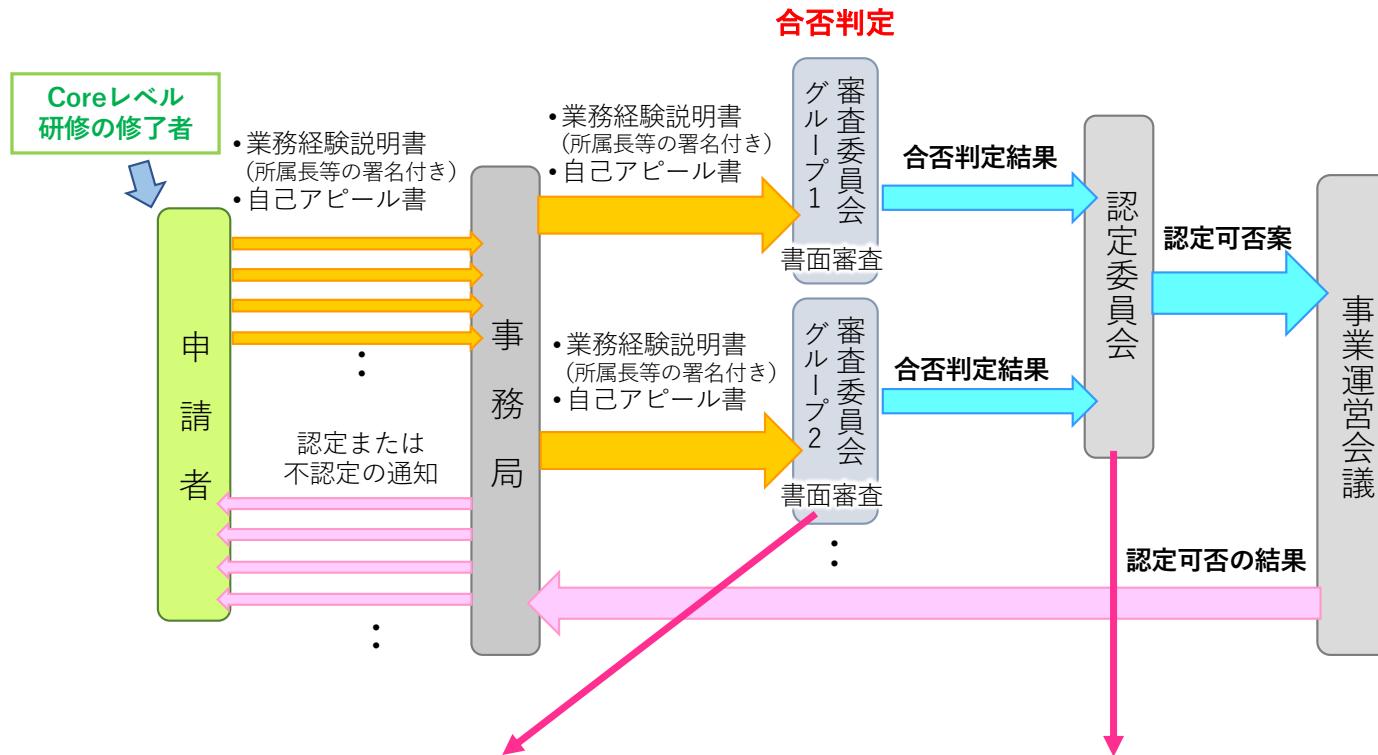 合否判定
Coreレベル
研修の修了者
•業務経験説明書
(所属長等の署名付き)
•自己アピール書
•業務経験説明書
(所属長等の署名付き)
•自己アピール書
審査委員会
グループ1
書面審査
合否判定結果
認定委員会
認定可否案
事業運営会議
申請者
：
事務局
•業務経験説明書
(所属長等の署名付き)
•自己アピール書
審査委員会
グループ2
書面審査
合否判定結果
認定または
不認定の通知
：
認定可否の結果
：